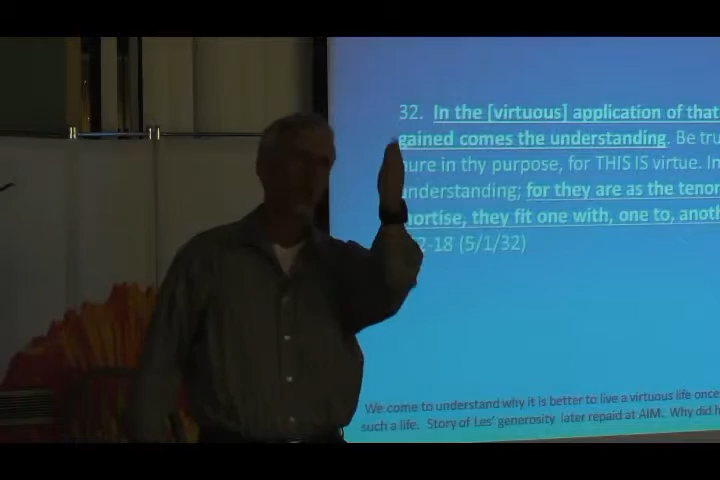 32. In the [virtuous] application of that
gained comes the understanding. Be tru
pure in thy purpose, for THIS IS virtue. In
understanding; for they are as the tenor
mortise, they fit one with, one to, anoth
2-18 (5/1/32)
We come to understand why it is better to live a virtuous life once
such a life. Story of Les' generosity later repaid at AIM. Why did h